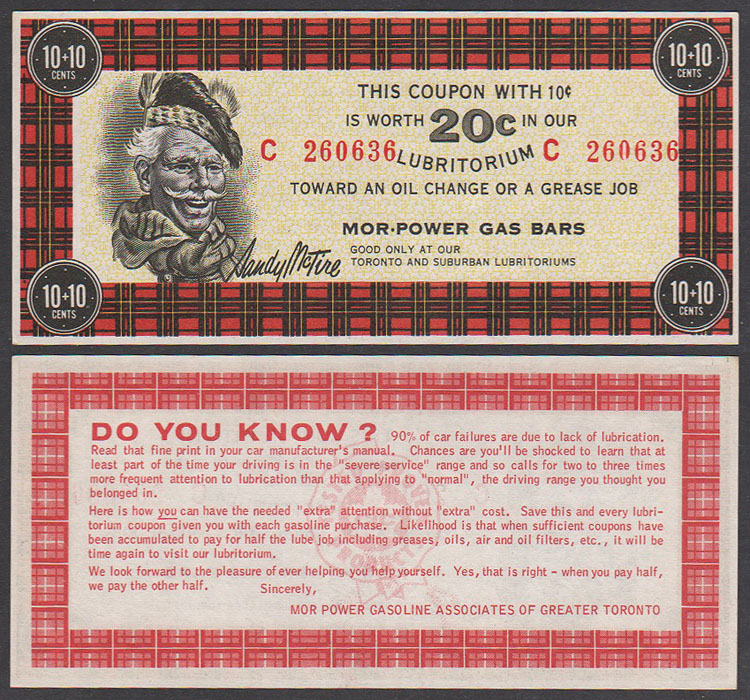 10+10 CENTS
10+10 CENTS
THIS COUPON WITH 10¢
IS WORTH 20¢ IN OUR
C 260636 LUBRITORIUM C 260636
TOWARD AN OIL CHANGE OR A GREASE JOB
MOR·POWER GAS BARS
Sandy McTire
GOOD ONLY AT OUR
TORONTO AND SUBURBAN LUBRITORIUMS
10+10 CENTS
10+10 CENTS
DO YOU KNOW? 90% of car failures are due to lack of lubrication.
Read that fine print in your car manufacturer's manual. Chances are you'll be shocked to learn that at
least part of the time your driving is in the "severe service" range and so calls for two to three times
more frequent attention to lubrication than that applying to "normal", the driving range you thought you
belonged in.
Here is how you can have the needed "extra" attention without "extra" cost. Save this and every lubri-
torium coupon given you with each gasoline purchase. Likelihood is that when sufficient coupons have
been accumulated to pay for half the lube job including greases, oils, air and oil filters, etc., it will be
time again to visit our lubritorium.
We look forward to the pleasure of ever helping you help yourself. Yes, that is right - when you pay half,
we pay the other half. Sincerely,
MOR POWER GASOLINE ASSOCIATES OF GREATER TORONTO